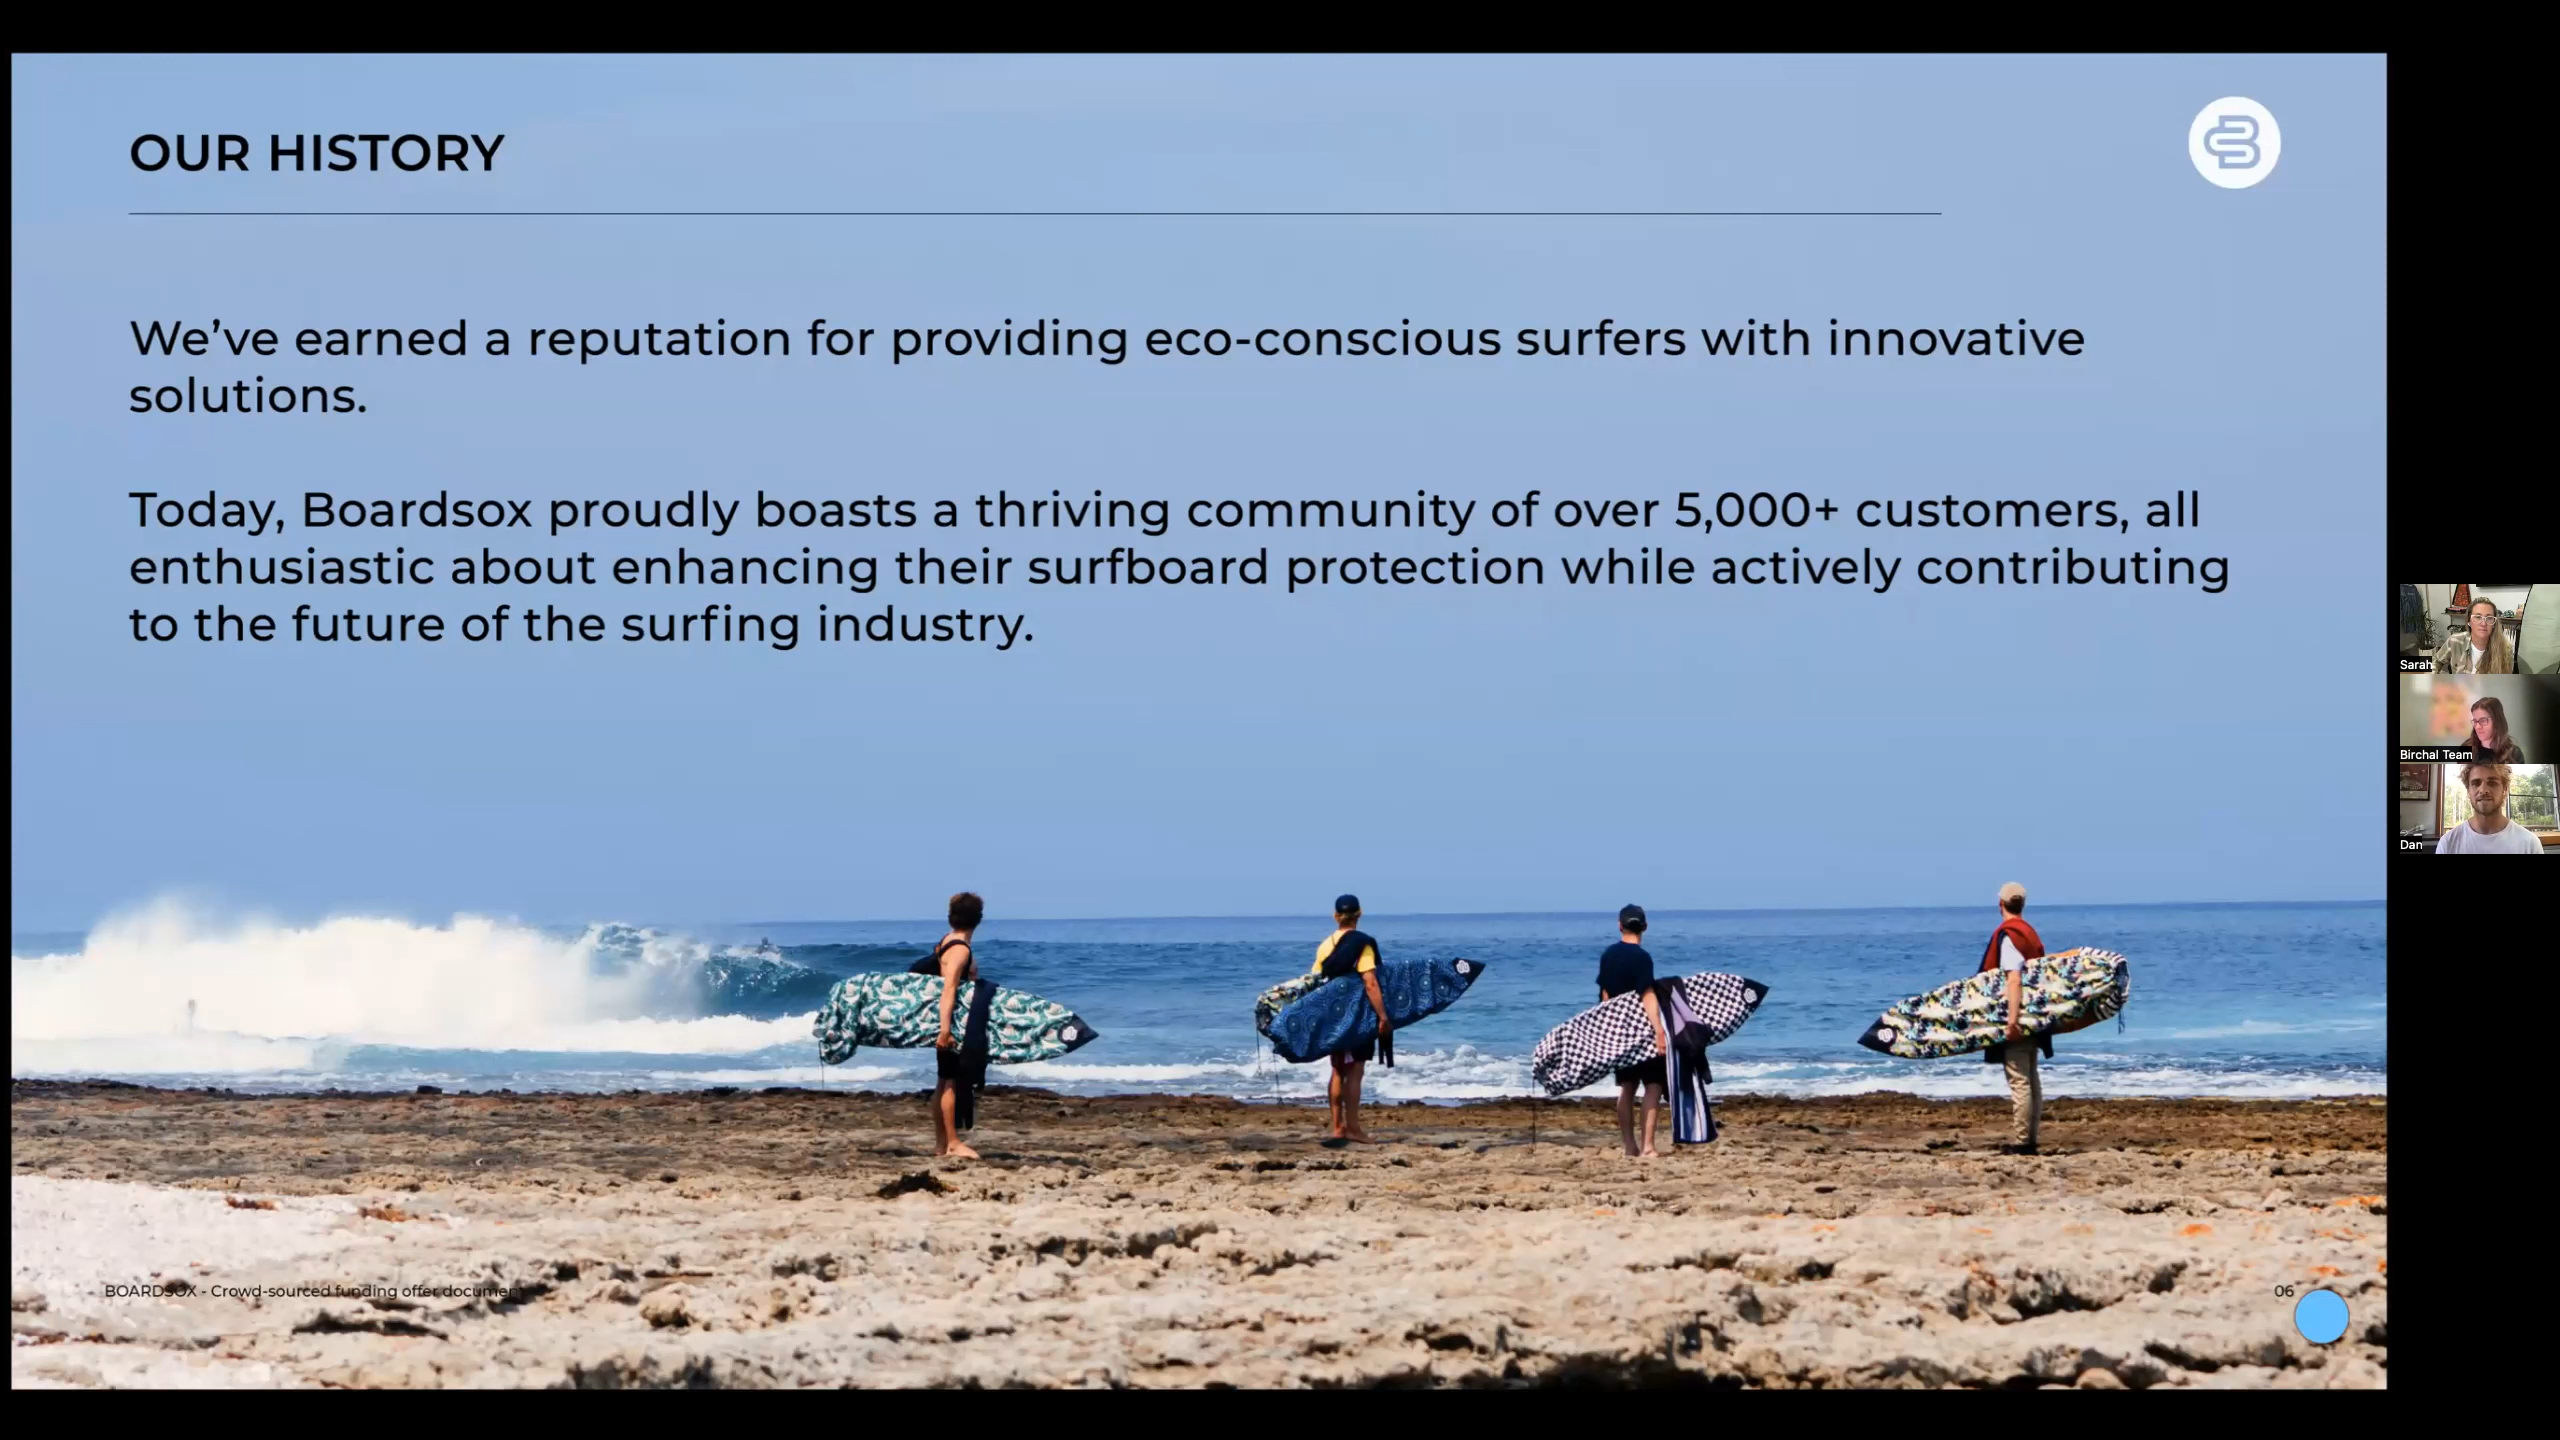 OUR HISTORY
We’ve earned a reputation for providing eco-conscious surfers with innovative
solutions.
Today, Boardsox proudly boasts a thriving community of over 5,000+ customers, all
enthusiastic about enhancing their surfboard protection while actively contributing
to the future of the surfing industry.
Sarah
Birchal Team
Dan
BOARDSOX - Crowd-sourced funding offer document
06